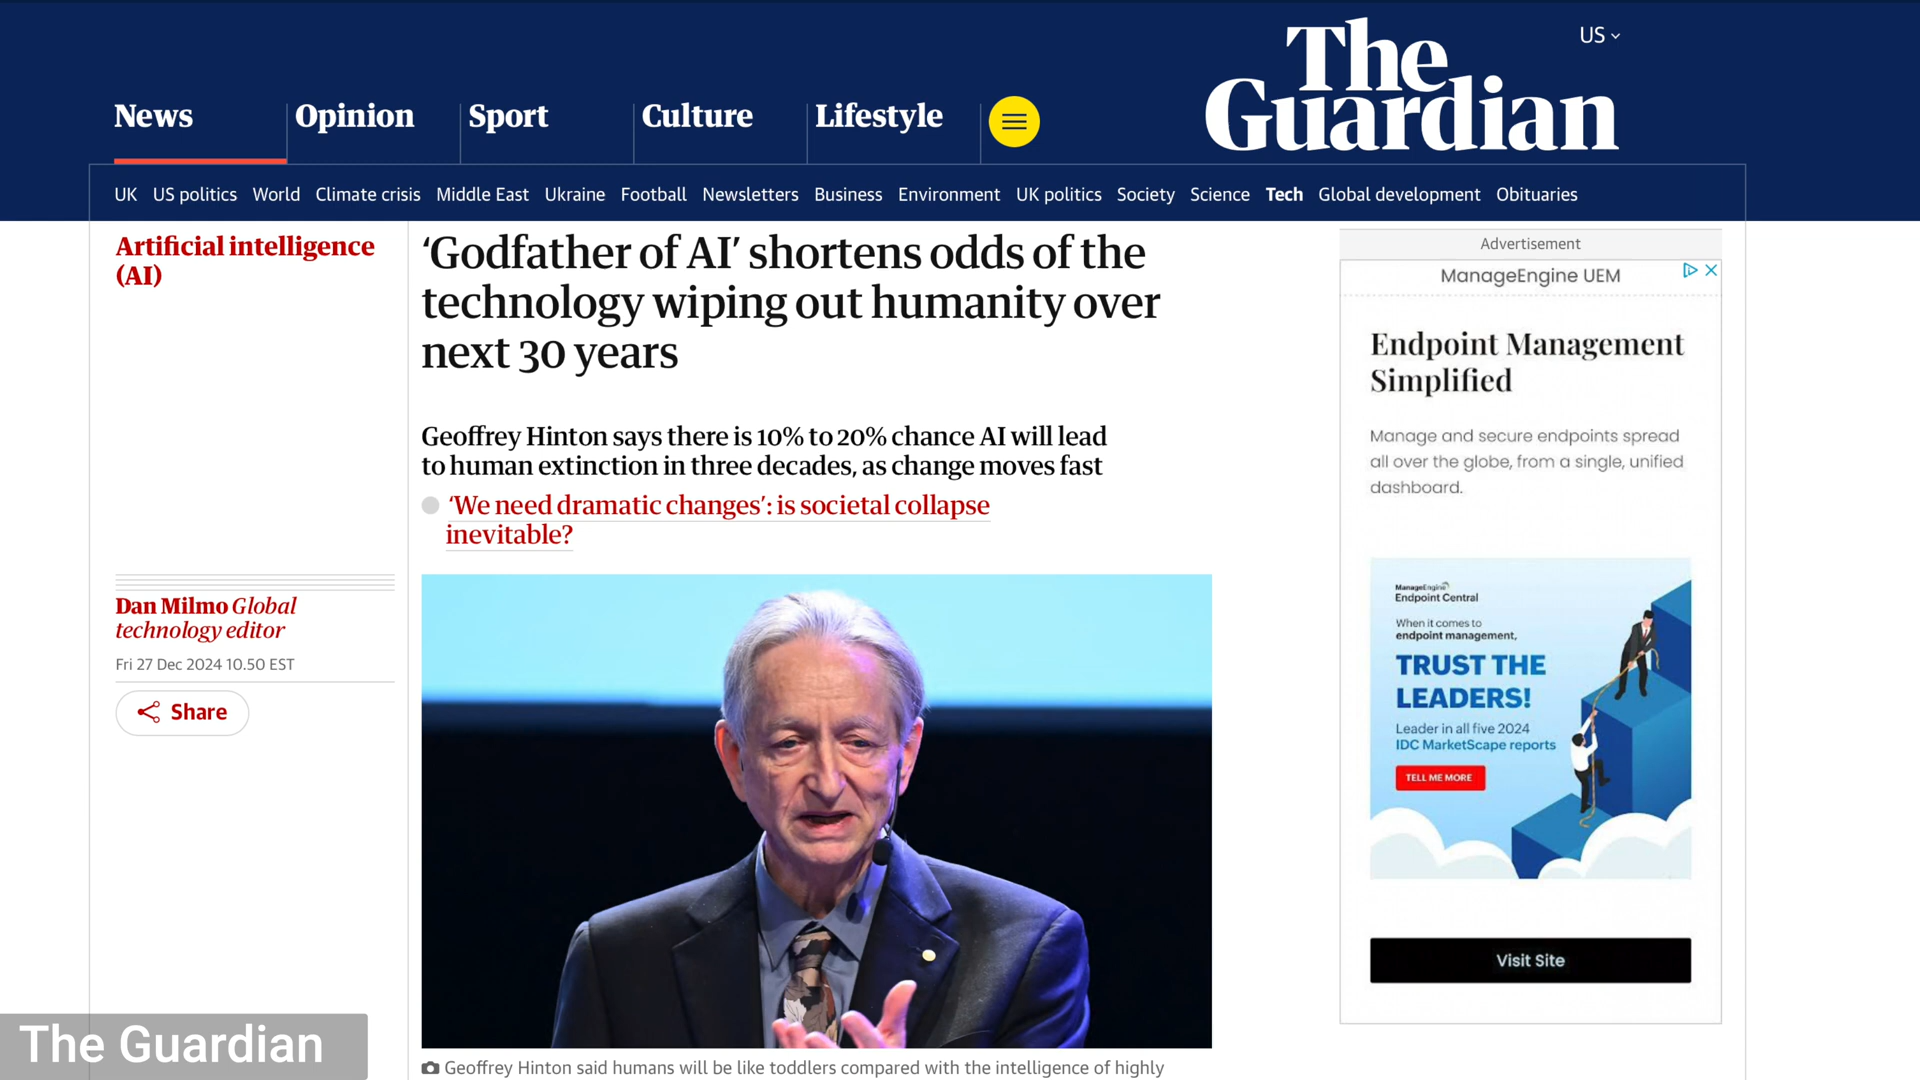 The
Guardian
US
News
Opinion
Sport
Culture
Lifestyle
UK US politics World Climate crisis Middle East Ukraine Football Newsletters Business Environment UK politics Society Science Tech Global development Obituaries
Artificial intelligence
(AI)
‘Godfather of AI’ shortens odds of the
technology wiping out humanity over
next 30 years
Geoffrey Hinton says there is 10% to 20% chance AI will lead
to human extinction in three decades, as change moves fast
‘We need dramatic changes’: is societal collapse
inevitable?
Dan Milmo Global
technology editor
Fri 27 Dec 2024 10.50 EST
Share
Geoffrey Hinton said humans will be like toddlers compared with the intelligence of highly
Advertisement
ManageEngine UEM
Endpoint Management
Simplified
Manage and secure endpoints spread
all over the globe, from a single, unified
dashboard.
ManageEngine
Endpoint Central
When it comes to
endpoint management,
TRUST THE
LEADERS!
Leader in all five 2024
IDC MarketScape reports
TELL ME MORE
Visit Site
The Guardian